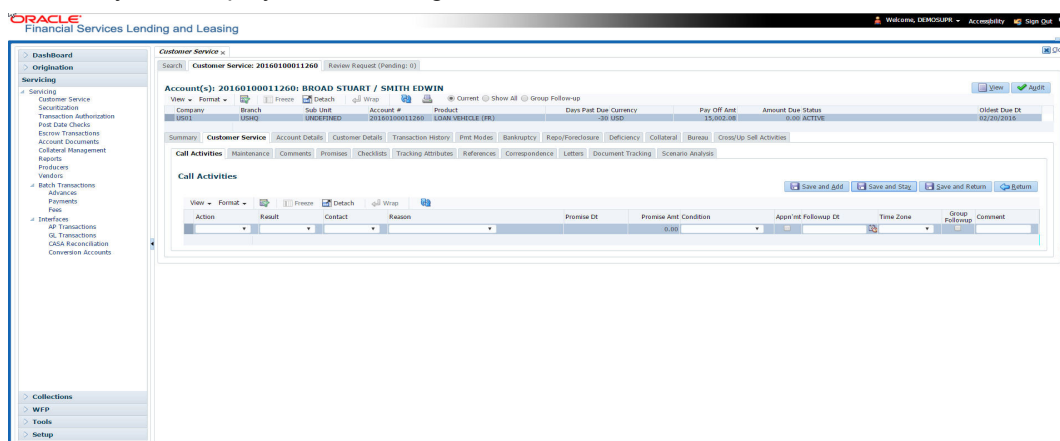 ORACLE
Financial Services Lending and Leasing
Welcome, DEMOSUPR Accessibility Sign Out
DashBoard
Origination
Servicing
Servicing
Customer Service
Securitization
Transaction Authorization
Post Date Checks
Escrow Transactions
Account Documents
Collateral Management
Reports
Producers
Vendors
Batch Transactions
Advances
Payments
Fees
Interfaces
AP Transactions
GL Transactions
CASA Reconciliation
Conversion Accounts
Collections
WFP
Tools
Setup
Customer Service x
Search Customer Service: 20160100011260 Review Request (Pending: 0)
Account(s): 20160100011260: BROAD STUART / SMITH EDWIN
View Audit
View Format Freeze Detach Wrap Current Show All Group Follow-up
Company Branch Sub Unit Account # Product Days Past Due Currency Pay Off Amt Amount Due Status Oldest Due Dt
US01 USHQ UNDEFINED 20160100011260 LOAN VEHICLE (FR) -30 USD 15,002.08 0.00 ACTIVE 02/20/2016
Summary Customer Service Account Details Customer Details Transaction History Pmt Modes Bankruptcy Repo/Foreclosure Deficiency Collateral Bureau Cross/Up Sell Activities
Call Activities Maintenance Comments Promises Checklists Tracking Attributes References Correspondence Letters Document Tracking Scenario Analysis
Call Activities
Save and Add Save and Stay Save and Return Return
View Format Freeze Detach Wrap
Action Result Contact Reason Promise Dt Promise Amt Condition Appn'mt Followup Dt Time Zone Group Followup Comment
0.00